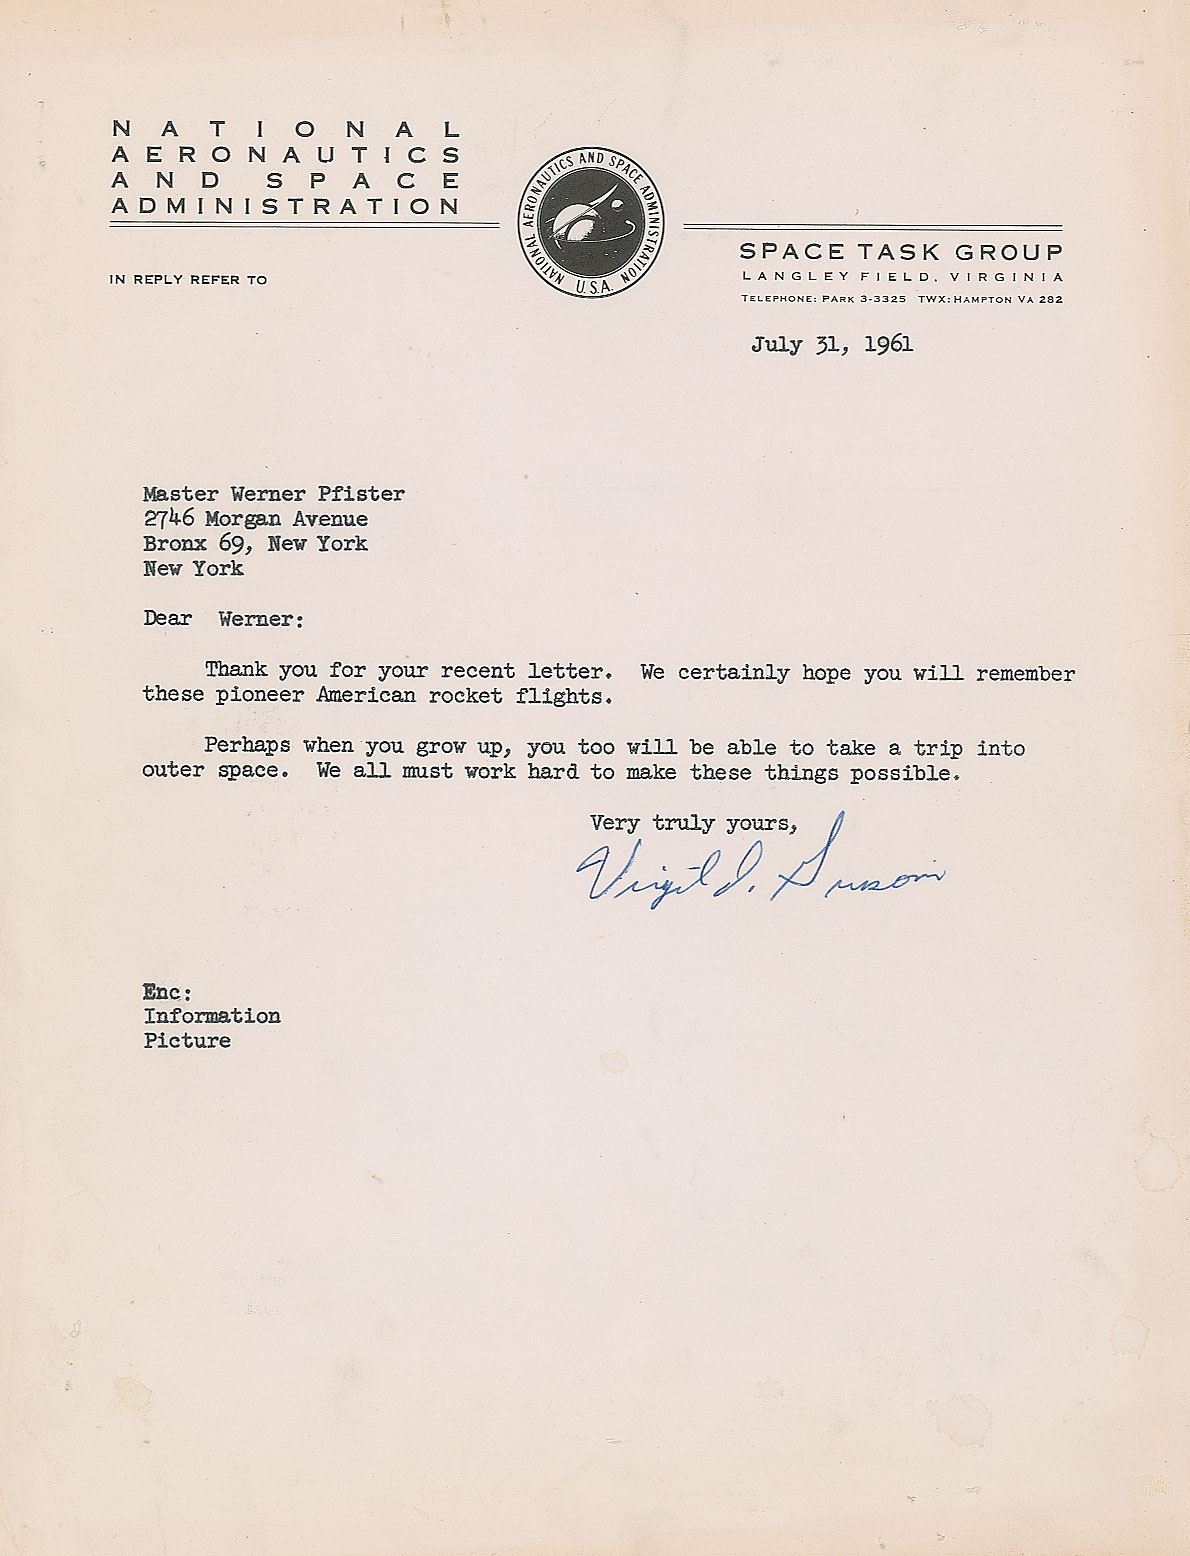 NATIONAL
AERONAUTICS
AND SPACE
ADMINISTRATION
IN REPLY REFER TO
NATIONAL AERONAUTICS AND SPACE ADMINISTRATION
U.S.A.
SPACE TASK GROUP
LANGLEY FIELD, VIRGINIA
TELEPHONE: PARK 3-3325 TWX: HAMPTON VA 282
July 31, 1961
Master Werner Pfister
2746 Morgan Avenue
Bronx 69, New York
New York
Dear Werner:
Thank you for your recent letter. We certainly hope you will remember
these pioneer American rocket flights.
Perhaps when you grow up, you too will be able to take a trip into
outer space. We all must work hard to make these things possible.
Very truly yours,
Virgil I. Grissom
Enc:
Information
Picture